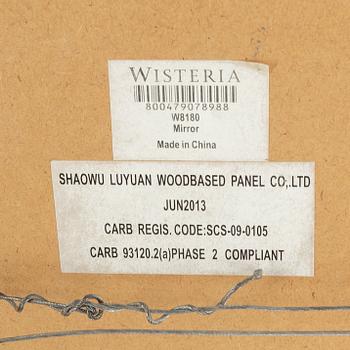 WISTERIA
800479078988
W8180
Mirror
Made in China
SHAOWU LUYUAN WOODBASED PANEL CO,.LTD
JUN2013
CARB REGIS. CODE:SCS-09-0105
CARB 93120.2(a)PHASE 2 COMPLIANT